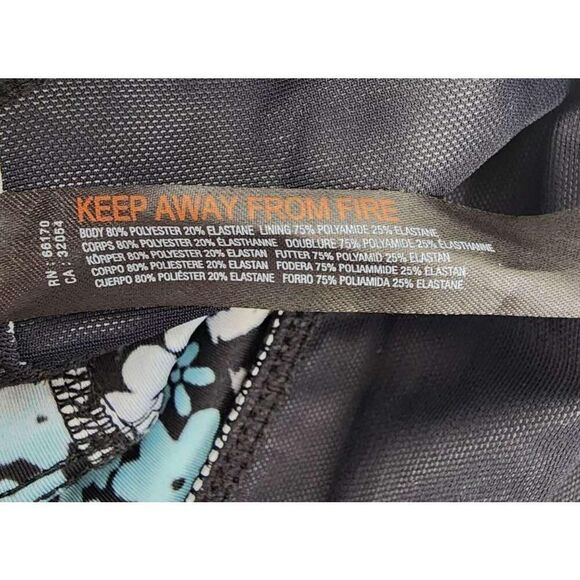 KEEP AWAY FROM FIRE
BODY 80% POLYESTER 20% ELASTANE LINING 75% POLYAMIDE 25% ELASTANE
CORPS 80% POLYESTER 20% ÉLASTHANNE DOUBLURE 75% POLYAMIDE 25% ÉLASTHANNE
KÖRPER 80% POLYESTER 20% ELASTAN FUTTER 75% POLYAMID 25% ELASTAN
CORPO 80% POLIESTERE 20% ELASTAN FODERA 75% POLIAMMIDE 25% ELASTAN
CUERPO 80% POLIÉSTER 20% ELASTANE FORRO 75% POLIAMIDA 25% ELASTANE
RN : 66170
CA : 32054